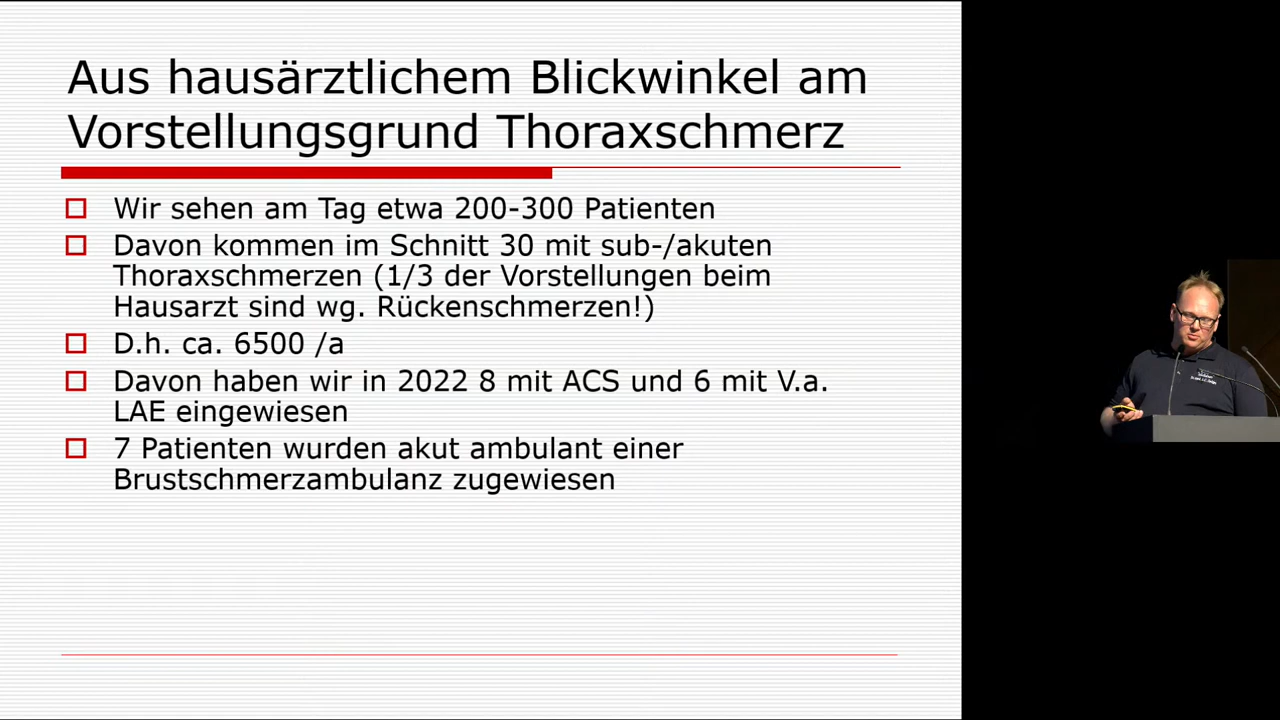 Aus hausärztlichem Blickwinkel am
Vorstellungsgrund Thoraxschmerz
Wir sehen am Tag etwa 200-300 Patienten
Davon kommen im Schnitt 30 mit sub-/akuten
Thoraxschmerzen (1/3 der Vorstellungen beim
Hausarzt sind wg. Rückenschmerzen!)
D.h. ca. 6500 /a
Davon haben wir in 2022 8 mit ACS und 6 mit V.a.
LAE eingewiesen
7 Patienten wurden akut ambulant einer
Brustschmerzambulanz zugewiesen